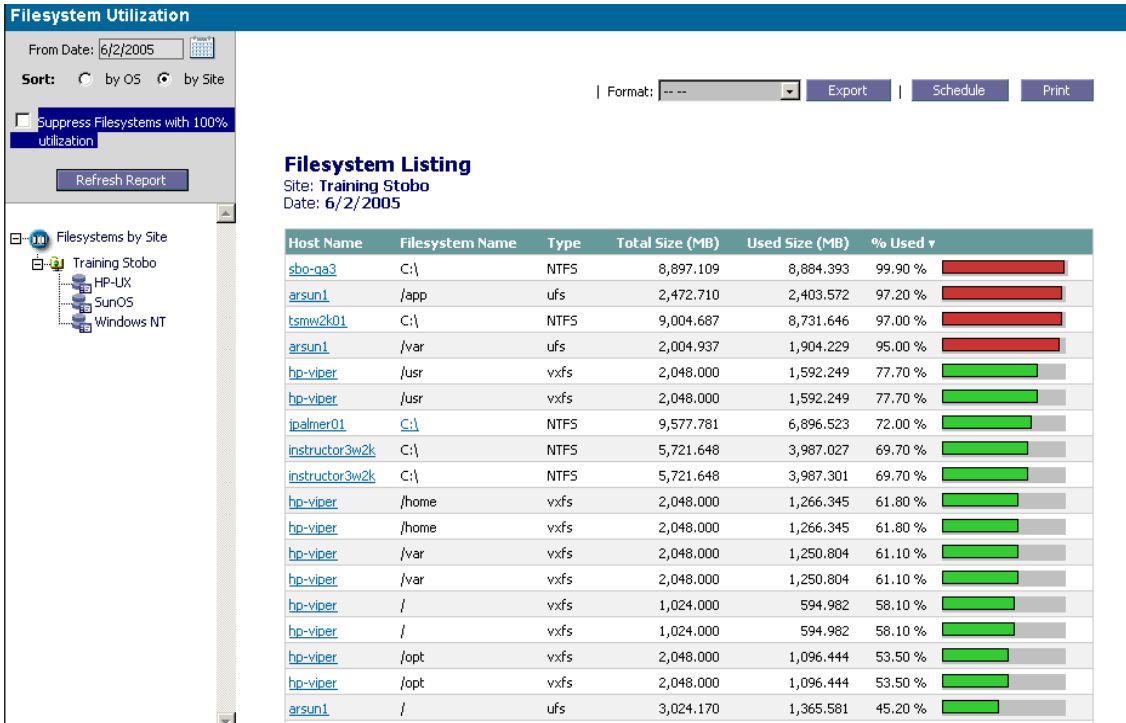 Filesystem Utilization
From Date: 6/2/2005
Sort: by OS by Site
Suppress Filesystems with 100% utilization
Refresh Report
Filesystems by Site
Training Stobo
HP-UX
SunOS
Windows NT
| Format: -- -- Export | Schedule Print
Filesystem Listing
Site: Training Stobo
Date: 6/2/2005
Host Name Filesystem Name Type Total Size (MB) Used Size (MB) % Used ▾
sbo-qa3 C:\ NTFS 8,897.109 8,884.393 99.90 %
arsun1 /app ufs 2,472.710 2,403.572 97.20 %
tsmw2k01 C:\ NTFS 9,004.687 8,731.646 97.00 %
arsun1 /var ufs 2,004.937 1,904.229 95.00 %
hp-viper /usr vxfs 2,048.000 1,592.249 77.70 %
hp-viper /usr vxfs 2,048.000 1,592.249 77.70 %
jpalmer01 C:\ NTFS 9,577.781 6,896.523 72.00 %
instructor3w2k C:\ NTFS 5,721.648 3,987.027 69.70 %
instructor3w2k C:\ NTFS 5,721.648 3,987.301 69.70 %
hp-viper /home vxfs 2,048.000 1,266.345 61.80 %
hp-viper /home vxfs 2,048.000 1,266.345 61.80 %
hp-viper /var vxfs 2,048.000 1,250.804 61.10 %
hp-viper /var vxfs 2,048.000 1,250.804 61.10 %
hp-viper / vxfs 1,024.000 594.982 58.10 %
hp-viper / vxfs 1,024.000 594.982 58.10 %
hp-viper /opt vxfs 2,048.000 1,096.444 53.50 %
hp-viper /opt vxfs 2,048.000 1,096.444 53.50 %
arsun1 / ufs 3,024.170 1,365.581 45.20 %